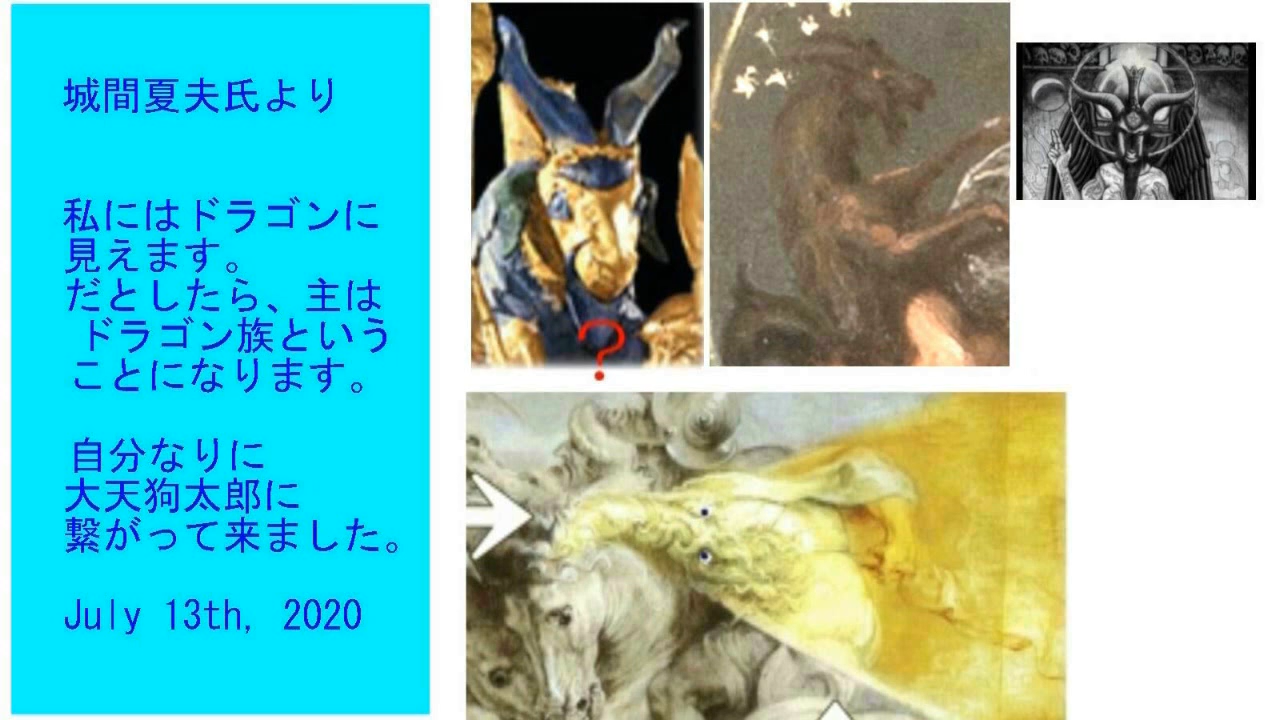 城間夏夫氏より
私にはドラゴンに
見えます。
だとしたら、主は
ドラゴン族という
ことになります。
自分なりに
大天狗太郎に
繋がって来ました。
July 13th, 2020
?